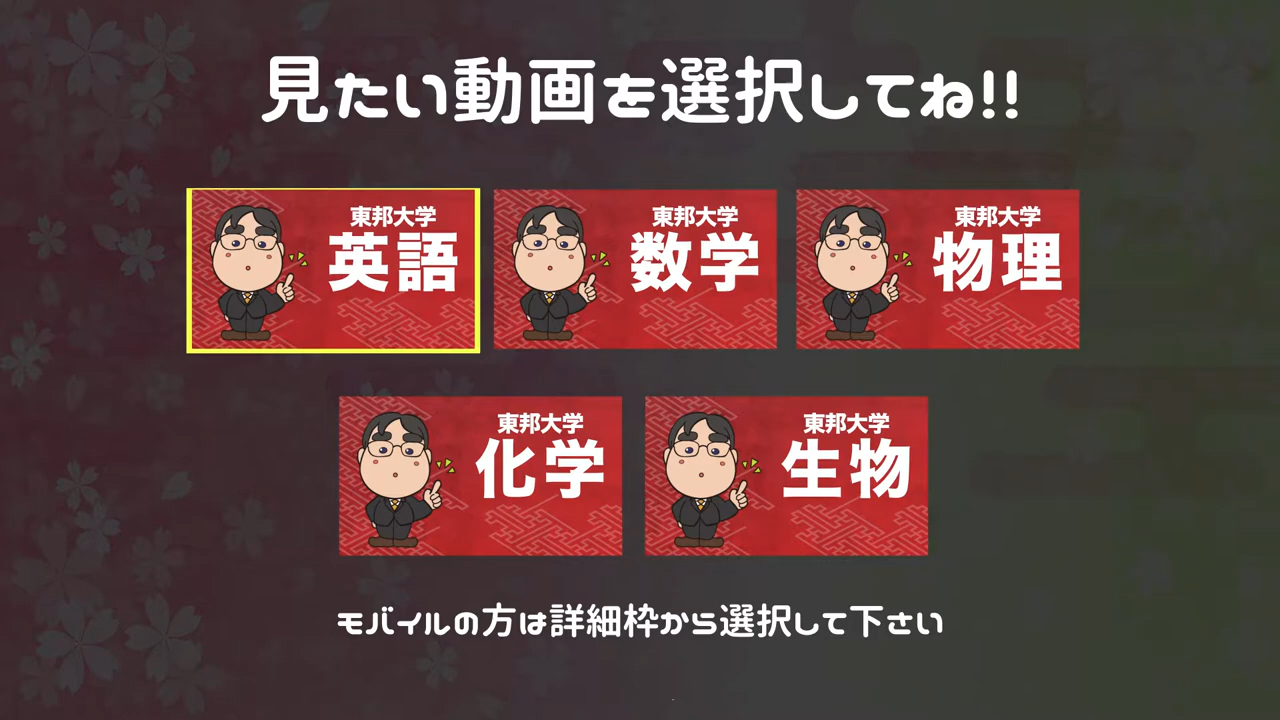 見たい動画を選択してね!!
東邦大学
英語
東邦大学
数学
東邦大学
物理
東邦大学
化学
東邦大学
生物
モバイルの方は詳細枠から選択して下さい